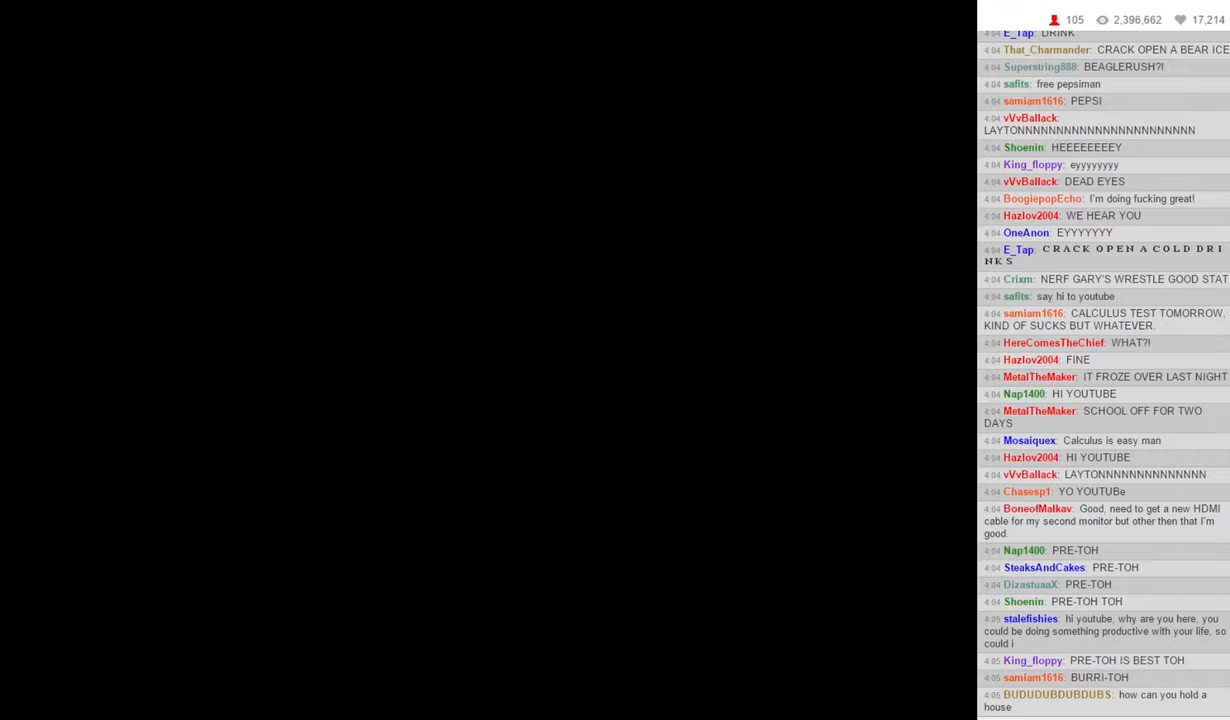 105 2,396,662 17,214
4:04 E_Tap: DRINK
4:04 That_Charmander: CRACK OPEN A BEAR ICE
4:04 Superstring888: BEAGLERUSH?!
4:04 safits: free pepsiman
4:04 samiam1616: PEPSI
4:04 vVvBallack:
LAYTONNNNNNNNNNNNNNNNNNNNNNN
4:04 Shoenin: HEEEEEEEEY
4:04 King_floppy: eyyyyyyyy
4:04 vVvBallack: DEAD EYES
4:04 BoogiepopEcho: I'm doing fucking great!
4:04 Hazlov2004: WE HEAR YOU
4:04 OneAnon: EYYYYYYY
4:04 E_Tap: C R A C K O P E N A C O L D D R I
N K S
4:04 Crixm: NERF GARY'S WRESTLE GOOD STAT
4:04 safits: say hi to youtube
4:04 samiam1616: CALCULUS TEST TOMORROW,
KIND OF SUCKS BUT WHATEVER.
4:04 HereComesTheChief: WHAT?!
4:04 Hazlov2004: FINE
4:04 MetalTheMaker: IT FROZE OVER LAST NIGHT
4:04 Nap1400: HI YOUTUBE
4:04 MetalTheMaker: SCHOOL OFF FOR TWO
DAYS
4:04 Mosaiquex: Calculus is easy man
4:04 Hazlov2004: HI YOUTUBE
4:04 vVvBallack: LAYTONNNNNNNNNNNNN
4:04 Chasesp1: YO YOUTUBe
4:04 BoneofMalkav: Good, need to get a new HDMI
cable for my second monitor but other then that I'm
good.
4:04 Nap1400: PRE-TOH
4:04 SteaksAndCakes: PRE-TOH
4:04 DizastuaaX: PRE-TOH
4:04 Shoenin: PRE-TOH TOH
4:05 stalefishies: hi youtube, why are you here, you
could be doing something productive with your life, so
could i
4:05 King_floppy: PRE-TOH IS BEST TOH
4:05 samiam1616: BURRI-TOH
4:05 BUDUDUBDUBDUBS: how can you hold a
house